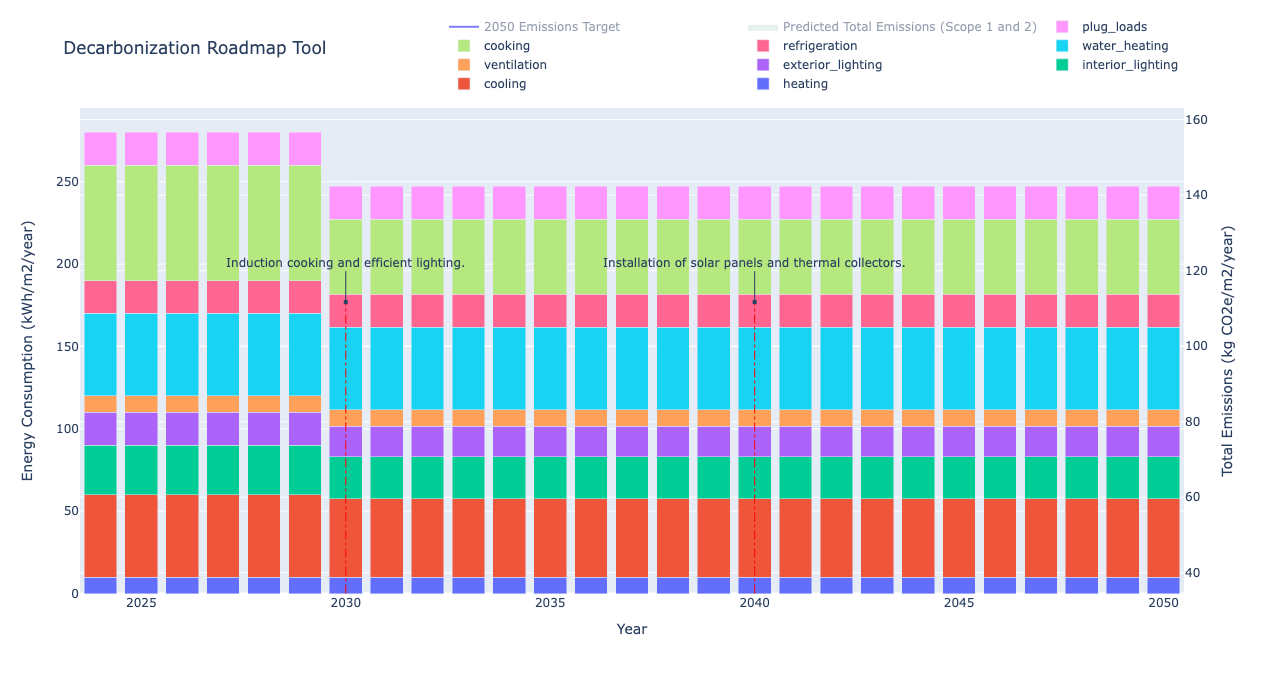 Decarbonization Roadmap Tool
2050 Emissions Target
Predicted Total Emissions (Scope 1 and 2)
plug_loads
cooking
refrigeration
water_heating
ventilation
exterior_lighting
interior_lighting
cooling
heating
Energy Consumption (kWh/m2/year)
250
200
150
100
50
0
Induction cooking and efficient lighting.
Installation of solar panels and thermal collectors.
160
140
120
100
80
60
40
Total Emissions (kg CO2e/m2/year)
2025
2030
2035
2040
2045
2050
Year